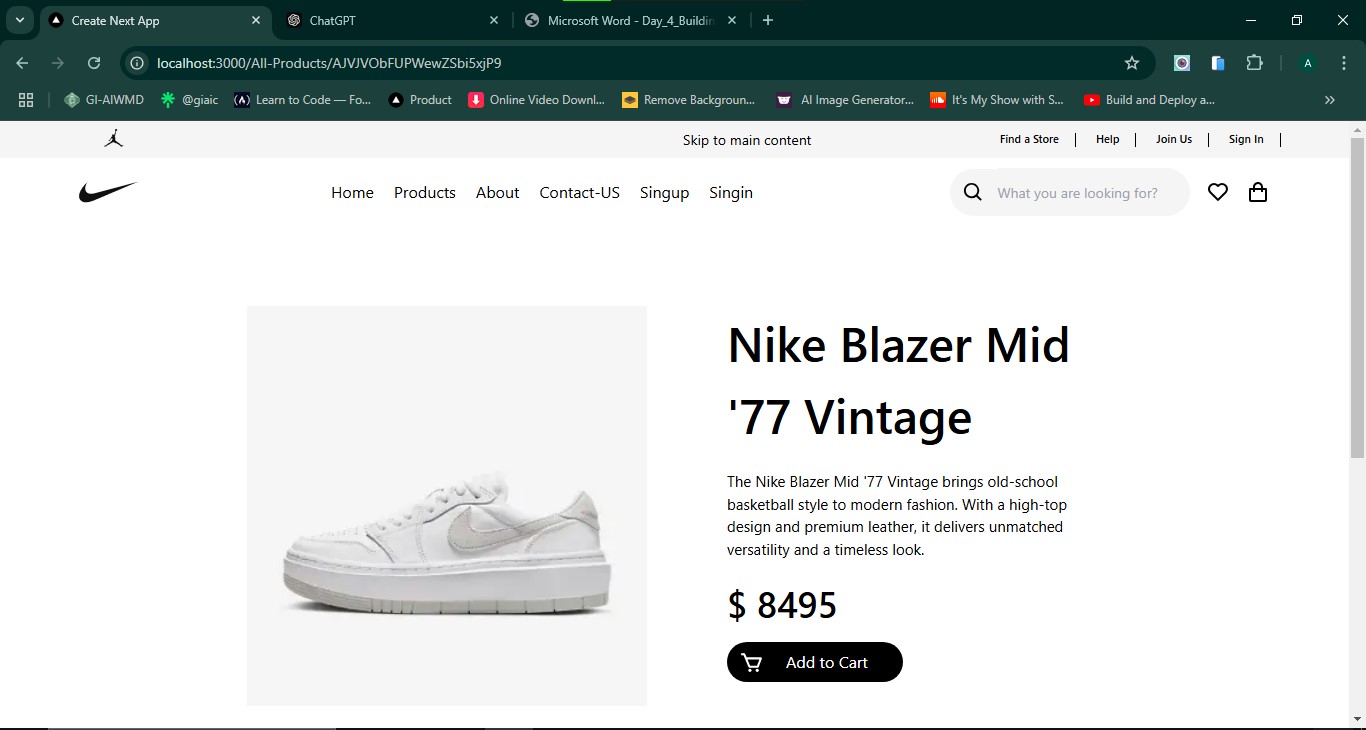 Create Next App
ChatGPT
Microsoft Word - Day_4_Buildin
localhost:3000/All-Products/AJVJVObFUPWewZSbi5xjP9
A
GI-AIWMD
@giaic
Learn to Code — Fo...
Product
Online Video Downl...
Remove Backgroun...
AI Image Generator...
It's My Show with S...
Build and Deploy a...
Skip to main content
Find a Store
Help
Join Us
Sign In
Home
Products
About
Contact-US
Singup
Singin
What you are looking for?
Nike Blazer Mid
'77 Vintage
The Nike Blazer Mid '77 Vintage brings old-school
basketball style to modern fashion. With a high-top
design and premium leather, it delivers unmatched
versatility and a timeless look.
$ 8495
Add to Cart